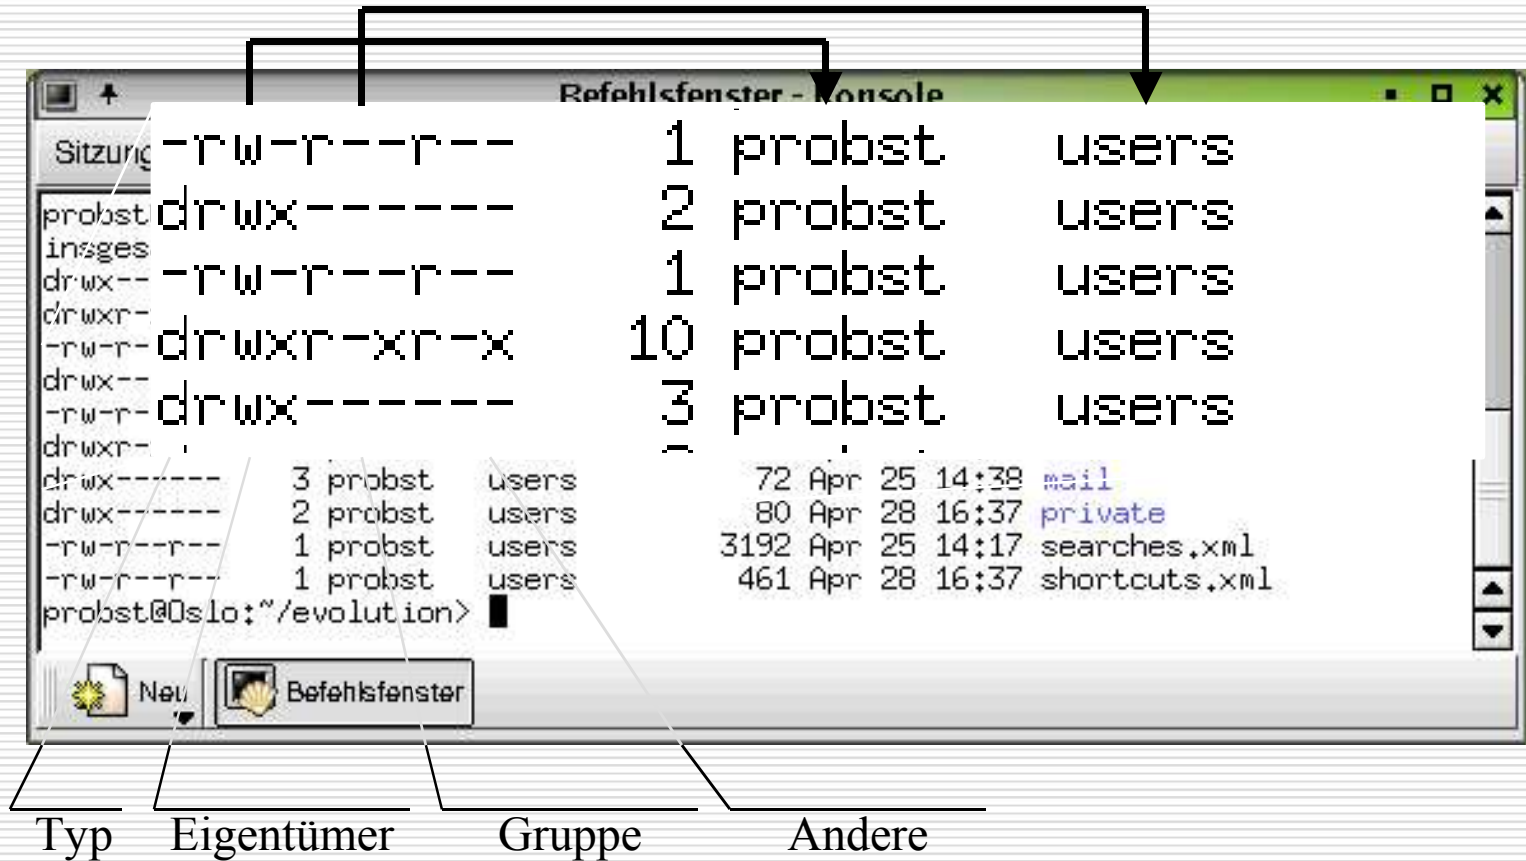 Befehlsfenster - Konsole
Sitzung
-rw-r--r-- 1 probst users
drwx------ 2 probst users
-rw-r--r-- 1 probst users
drwxr-xr-x 10 probst users
drwx------ 3 probst users
probst
insges
drwx--
drwxr-
-rw-r-
drwx--
-rw-r-
drwxr-
drwx------ 3 probst users 72 Apr 25 14:38 mail
drwx------ 2 probst users 80 Apr 28 16:37 private
-rw-r--r-- 1 probst users 3192 Apr 25 14:17 searches.xml
-rw-r--r-- 1 probst users 461 Apr 28 16:37 shortcuts.xml
probst@Oslo:~/evolution>
Neu Befehlsfenster
Typ Eigentümer Gruppe Andere